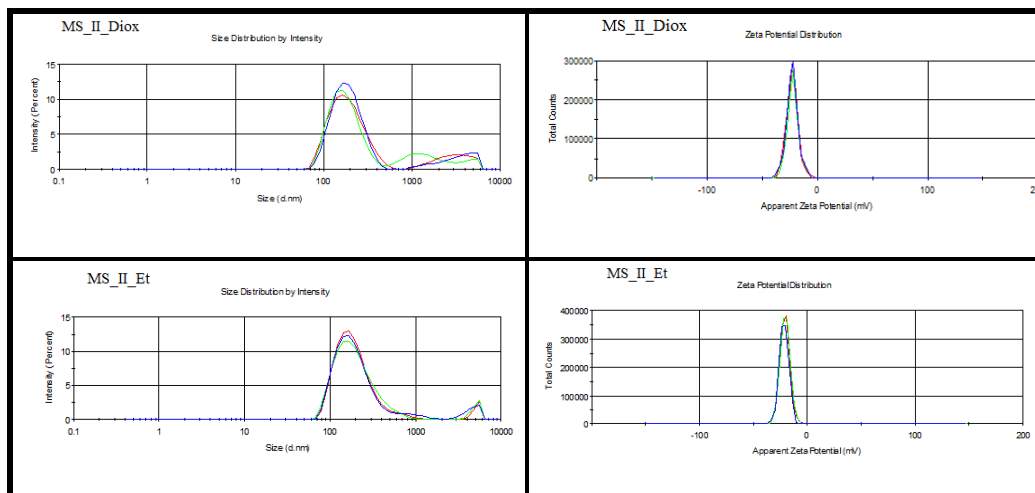 MS_II_Diox
Size Distribution by Intensity
Intensity (Percent)
15
10
5
0
0.1 1 10 100 1000 10000
Size (d.nm)
MS_II_Diox
Zeta Potential Distribution
Total Counts
300000
200000
100000
0
-100 0 100 200
Apparent Zeta Potential (mV)
MS_II_Et
Size Distribution by Intensity
Intensity (Percent)
15
10
5
0
0.1 1 10 100 1000 10000
Size (d.nm)
MS_II_Et
Zeta Potential Distribution
Total Counts
400000
300000
200000
100000
0
-100 0 100 200
Apparent Zeta Potential (mV)